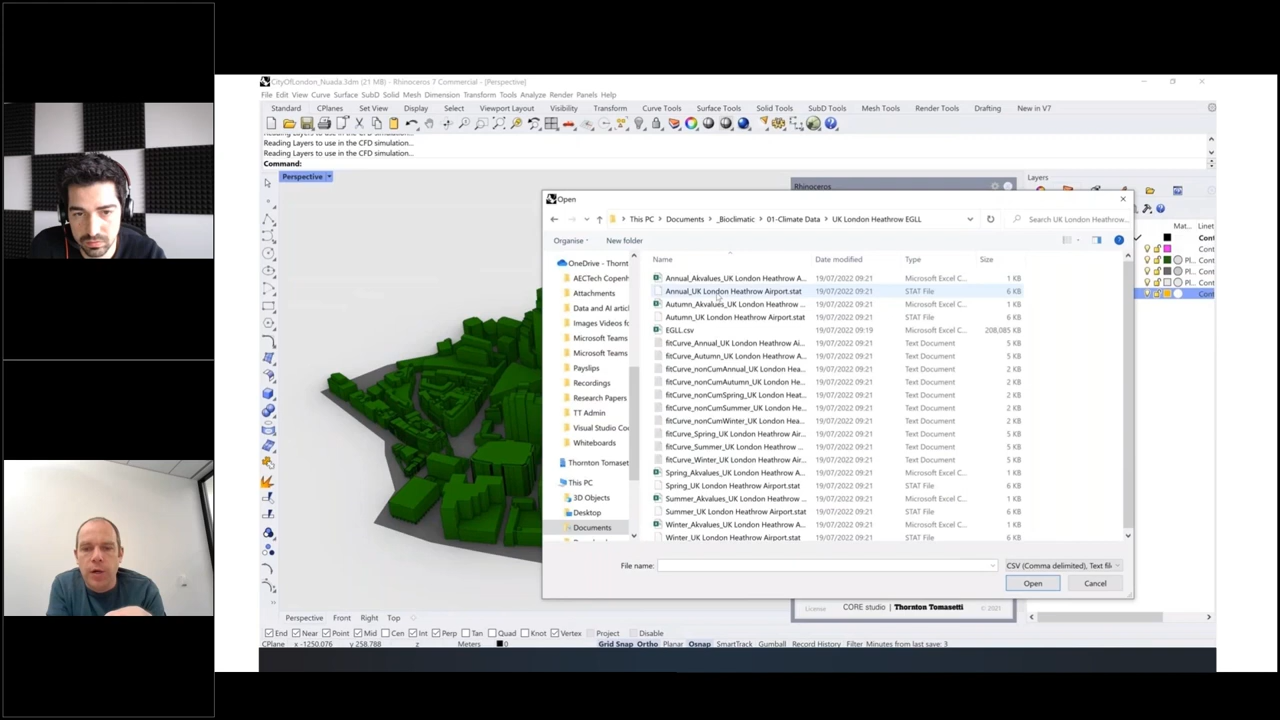 CityOfLondon_Nuada.3dm (21 MB) - Rhinoceros 7 Commercial - [Perspective]
File Edit View Curve Surface SubD Solid Mesh Dimension Transform Tools Analyze Render Panels Help
Standard CPlanes Set View Display Select Viewport Layout Visibility Transform Curve Tools Surface Tools Solid Tools SubD Tools Mesh Tools Render Tools Drafting New in V7
Reading Layers to use in the CFD simulation...
Reading Layers to use in the CFD simulation...
Command:
Perspective
Rhinoceros
Layers
Open
This PC > Documents > _Bioclimatic > 01-Climate Data > UK London Heathrow EGLL
Search UK London Heathrow...
Organise
New folder
Mat... Linet
Name Date modified Type Size
OneDrive - Thornt
AECTech Copenh
Attachments
Data and AI articl
Images Videos fo
Microsoft Teams
Microsoft Teams
Payslips
Recordings
Research Papers
TT Admin
Visual Studio Co
Whiteboards
Thornton Tomaset
This PC
3D Objects
Desktop
Documents
Annual_Akvalues_UK London Heathrow A... 19/07/2022 09:21 Microsoft Excel C... 1 KB
Annual_UK London Heathrow Airport.stat 19/07/2022 09:21 STAT File 6 KB
Autumn_Akvalues_UK London Heathrow ... 19/07/2022 09:21 Microsoft Excel C... 1 KB
Autumn_UK London Heathrow Airport.stat 19/07/2022 09:21 STAT File 6 KB
EGLL.csv 19/07/2022 09:19 Microsoft Excel C... 208,085 KB
fitCurve_Annual_UK London Heathrow Ai... 19/07/2022 09:21 Text Document 5 KB
fitCurve_Autumn_UK London Heathrow A... 19/07/2022 09:21 Text Document 5 KB
fitCurve_nonCumAnnual_UK London Hea... 19/07/2022 09:21 Text Document 2 KB
fitCurve_nonCumAutumn_UK London He... 19/07/2022 09:21 Text Document 2 KB
fitCurve_nonCumSpring_UK London Heat... 19/07/2022 09:21 Text Document 2 KB
fitCurve_nonCumSummer_UK London He... 19/07/2022 09:21 Text Document 2 KB
fitCurve_nonCumWinter_UK London Hea... 19/07/2022 09:21 Text Document 2 KB
fitCurve_Spring_UK London Heathrow Air... 19/07/2022 09:21 Text Document 5 KB
fitCurve_Summer_UK London Heathrow ... 19/07/2022 09:21 Text Document 5 KB
fitCurve_Winter_UK London Heathrow Air... 19/07/2022 09:21 Text Document 5 KB
Spring_Akvalues_UK London Heathrow A... 19/07/2022 09:21 Microsoft Excel C... 1 KB
Spring_UK London Heathrow Airport.stat 19/07/2022 09:21 STAT File 6 KB
Summer_Akvalues_UK London Heathrow ... 19/07/2022 09:21 Microsoft Excel C... 1 KB
Summer_UK London Heathrow Airport.stat 19/07/2022 09:21 STAT File 6 KB
Winter_Akvalues_UK London Heathrow A... 19/07/2022 09:21 Microsoft Excel C... 1 KB
Winter_UK London Heathrow Airport.stat 19/07/2022 09:21 STAT File 6 KB
File name:
CSV (Comma delimited), Text fil
Open Cancel
License CORE studio | Thornton Tomasetti © 2021
Perspective Front Right Top
End Near Point Mid Cen Int Perp Tan Quad Knot Vertex Project Disable
CPlane x -1250.076 y 258.788 z Meters 0 Grid Snap Ortho Planar Osnap SmartTrack Gumball Record History Filter Minutes from last save: 3